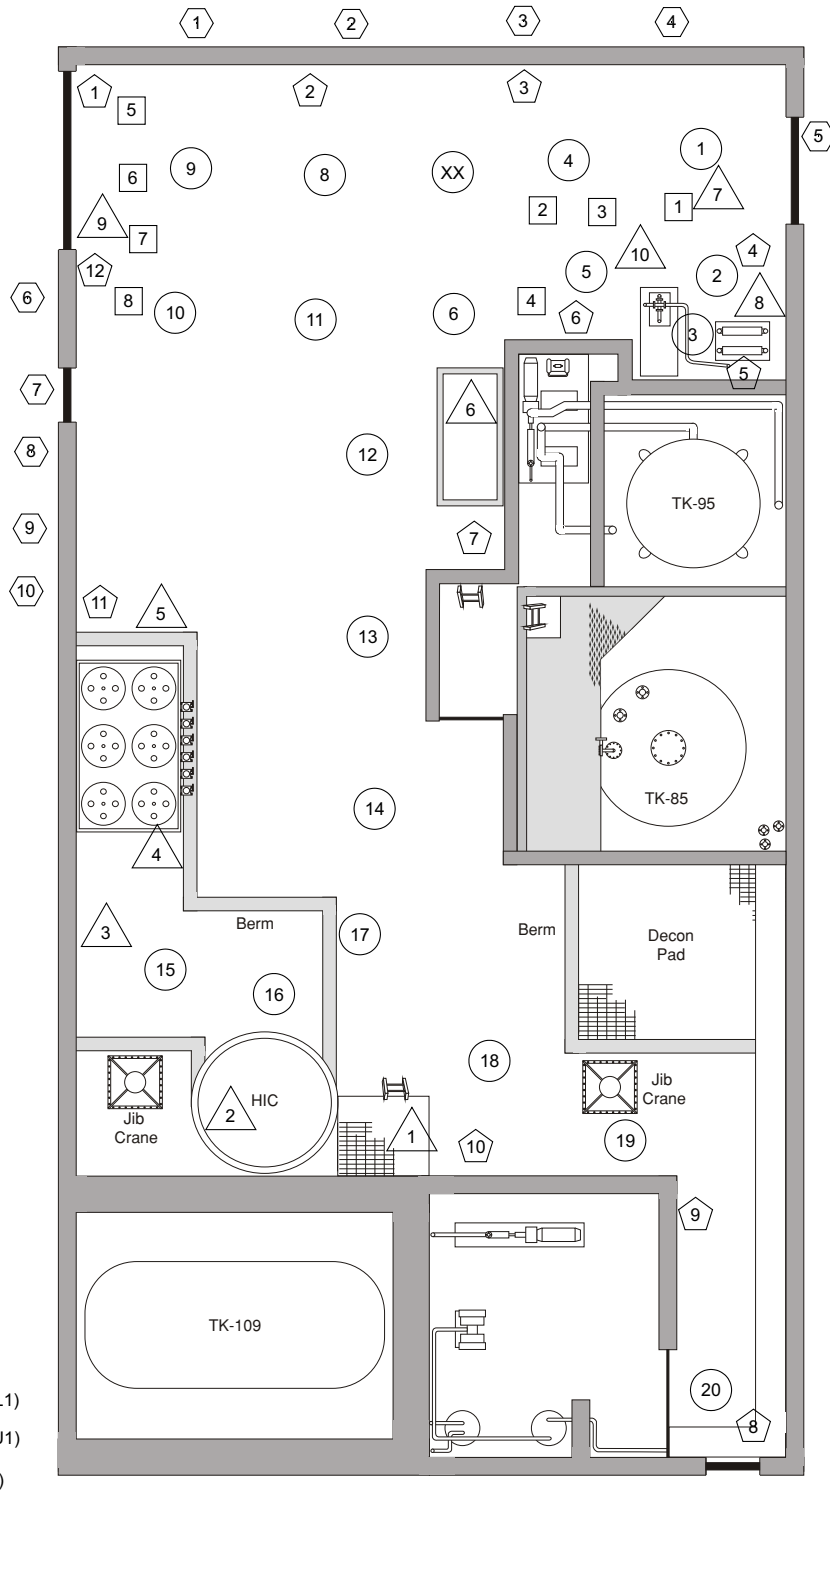 1 2 3 4
1 2 3
5 5
9 8 XX 4 1
6 2 3 1 7
9 7 10 4
12 5 2
6 8 10 11 6 4 6 8
3
7 5
6
8 12 TK-95
9 7
10 11 5
13
14 TK-85
4
3 Berm 17 Berm Decon
Pad
15
16
18
HIC Jib
Crane
2
Jib
Crane
1 10 19
9
TK-109
20
8
L1)
J1)
)